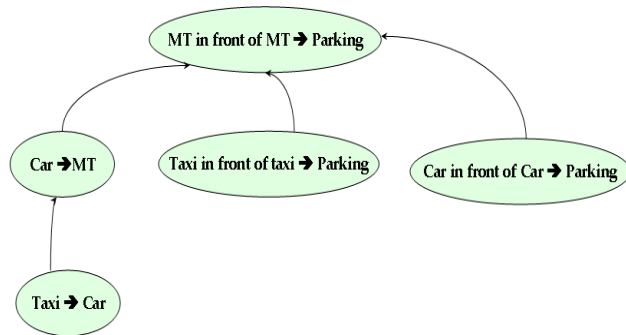 MT in front of MT ➔ Parking
Car ➔MT
Taxi in front of taxi ➔ Parking
Car in front of Car ➔ Parking
Taxi ➔ Car